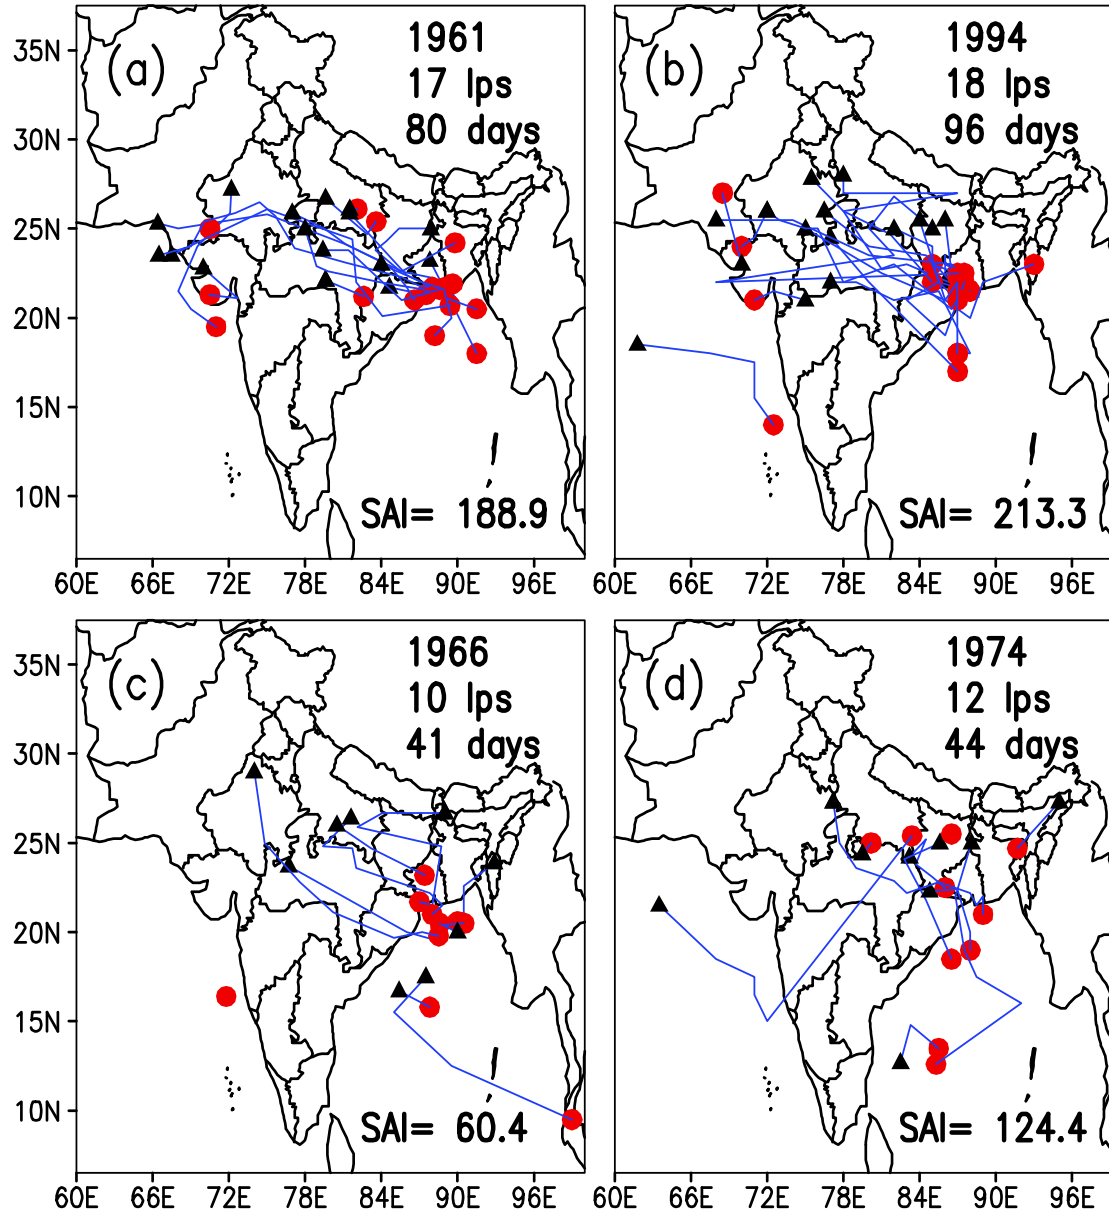 (a)
1961
17 lps
80 days
SAI= 188.9
35N
30N
25N
20N
15N
10N
60E 66E 72E 78E 84E 90E 96E
(b)
1994
18 lps
96 days
SAI= 213.3
60E 66E 72E 78E 84E 90E 96E
(c)
1966
10 lps
41 days
SAI= 60.4
35N
30N
25N
20N
15N
10N
60E 66E 72E 78E 84E 90E 96E
(d)
1974
12 lps
44 days
SAI= 124.4
60E 66E 72E 78E 84E 90E 96E